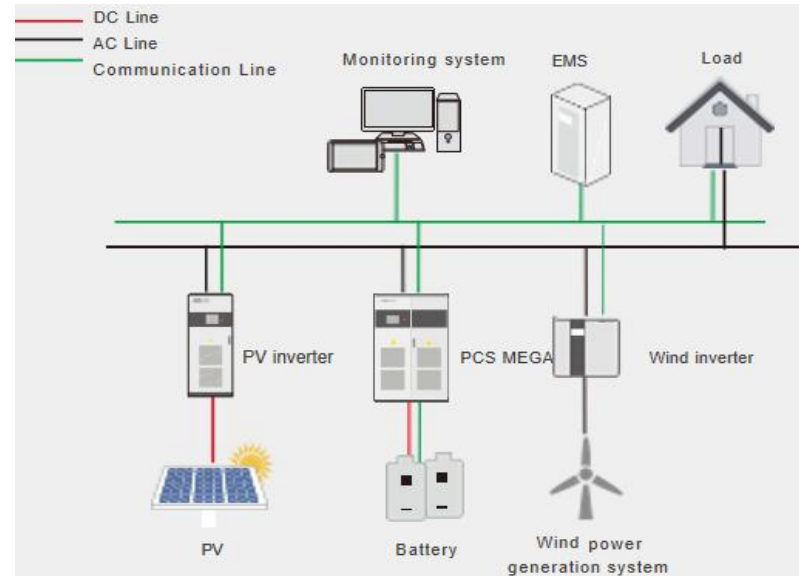 DC Line
AC Line
Communication Line
Monitoring system
EMS
Load
PV inverter
PCS MEGA
Wind inverter
PV
Battery
Wind power
generation system